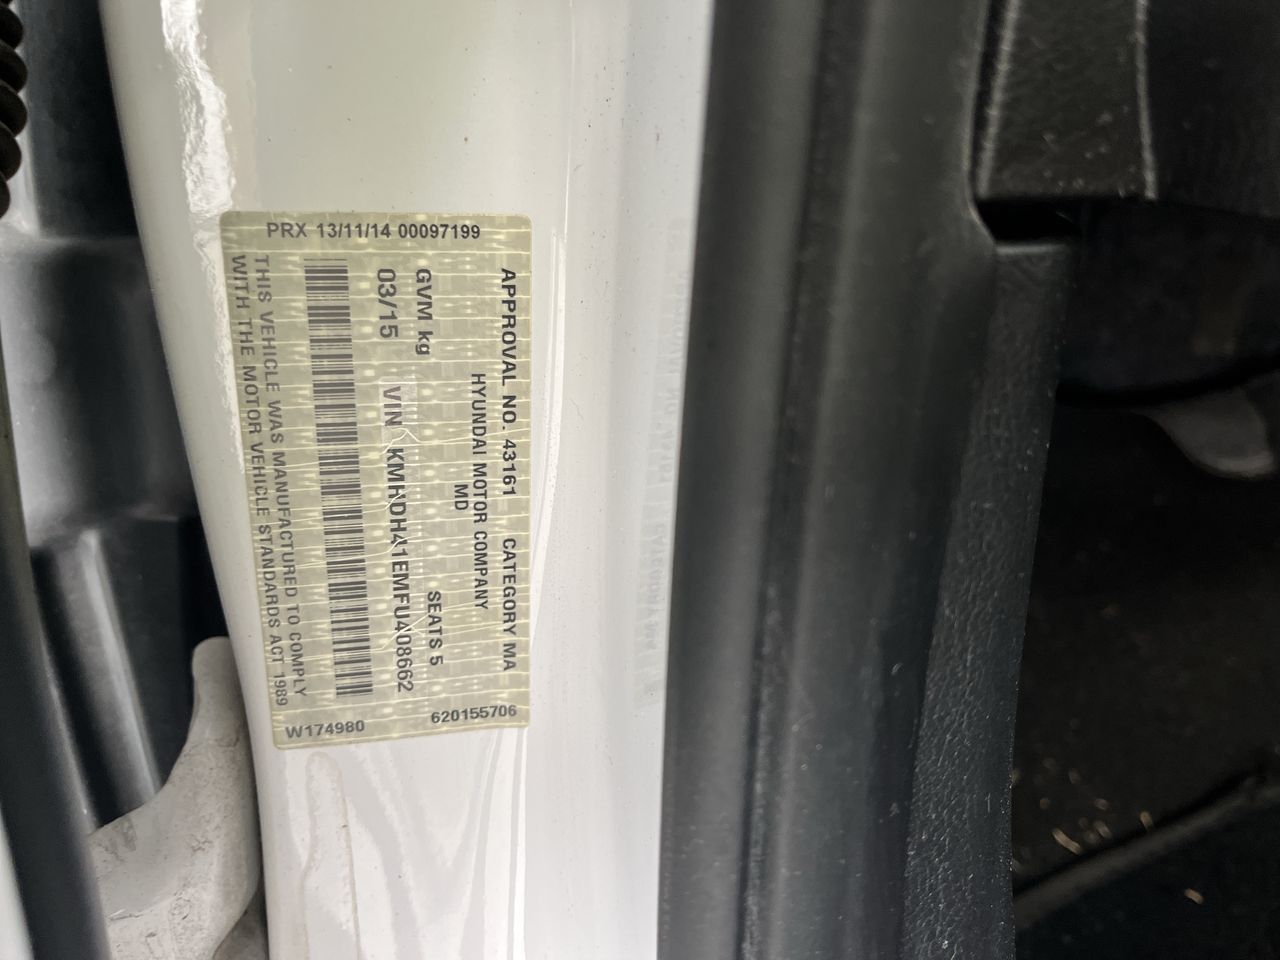 PRX 13/11/14 00097199
APPROVAL NO. 43161 CATEGORY MA
HYUNDAI MOTOR COMPANY
MD
GVM kg SEATS 5
03/15 VIN KMHDH41EMFU408662
THIS VEHICLE WAS MANUFACTURED TO COMPLY
WITH THE MOTOR VEHICLE STANDARDS ACT 1989
620155706
W174980